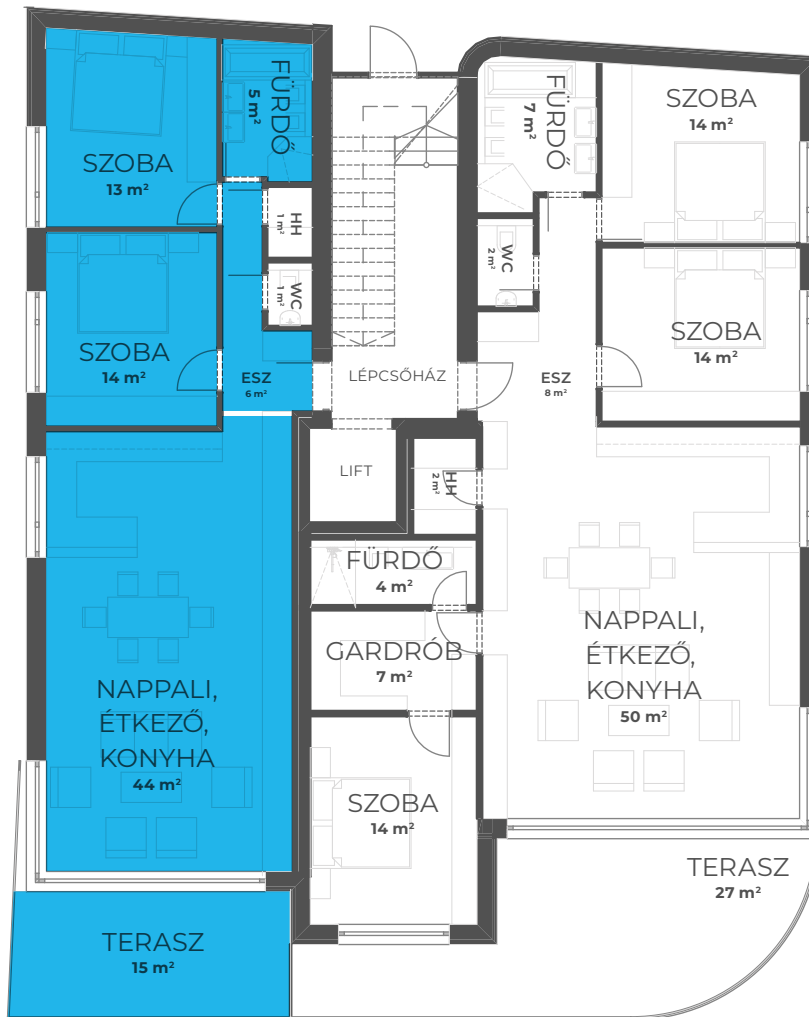 FÜRDŐ
5 m²
SZOBA
13 m²
HH
1 m²
WC
1 m²
SZOBA
14 m²
ESZ
6 m²
NAPPALI,
ÉTKEZŐ,
KONYHA
44 m²
TERASZ
15 m²
LÉPCSŐHÁZ
LIFT
HH
2 m²
FÜRDŐ
4 m²
GARDRÓB
7 m²
SZOBA
14 m²
FÜRDŐ
7 m²
SZOBA
14 m²
WC
2 m²
SZOBA
14 m²
ESZ
8 m²
NAPPALI,
ÉTKEZŐ,
KONYHA
50 m²
TERASZ
27 m²